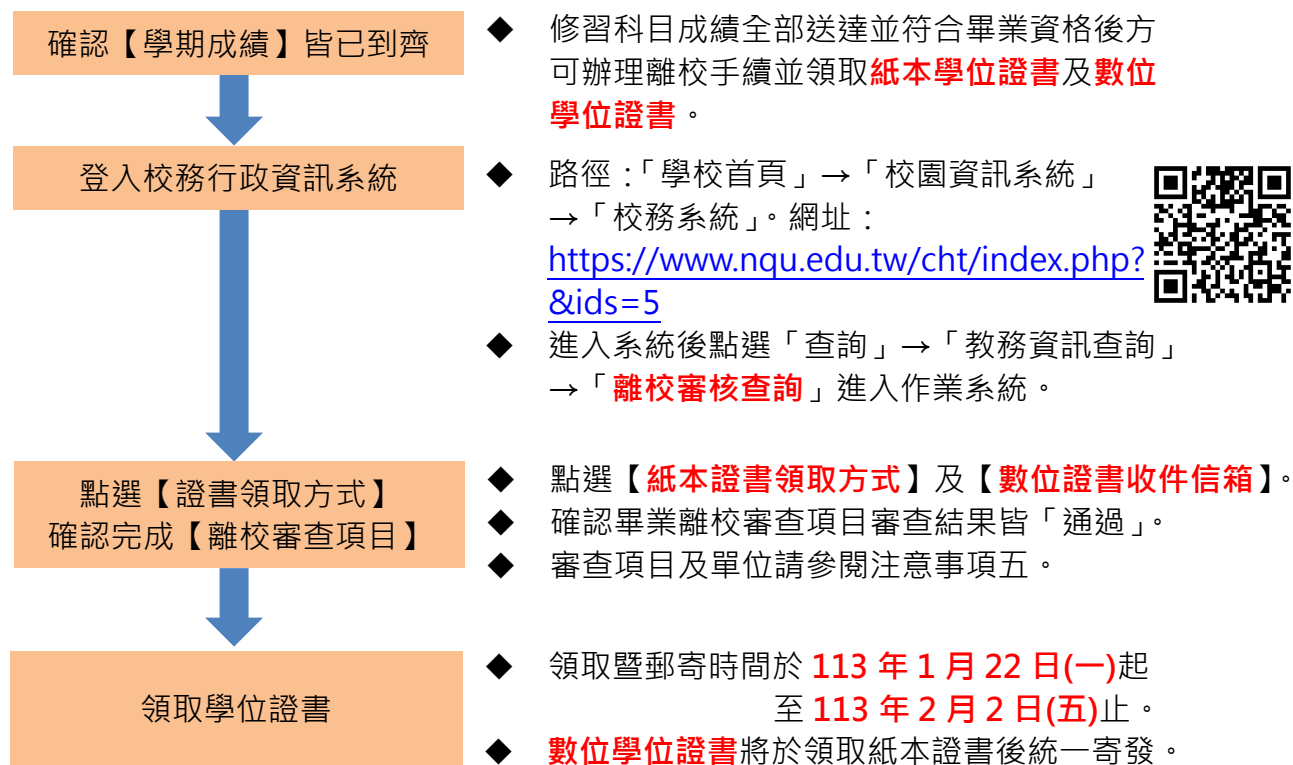 確認【學期成績】皆已到齊
◆ 修習科目成績全部送達並符合畢業資格後方
可辦理離校手續並領取紙本學位證書及數位
學位證書。
登入校務行政資訊系統
◆ 路徑：「學校首頁」→「校園資訊系統」
→「校務系統」。網址：
https://www.nqu.edu.tw/cht/index.php?
&ids=5
◆ 進入系統後點選「查詢」→「教務資訊查詢」
→「離校審核查詢」進入作業系統。
點選【證書領取方式】
確認完成【離校審查項目】
◆ 點選【紙本證書領取方式】及【數位證書收件信箱】。
◆ 確認畢業離校審查項目審查結果皆「通過」。
◆ 審查項目及單位請參閱注意事項五。
領取學位證書
◆ 領取暨郵寄時間於 113 年 1 月 22 日(一)起
至 113 年 2 月 2 日(五)止。
◆ 數位學位證書將於領取紙本證書後統一寄發。